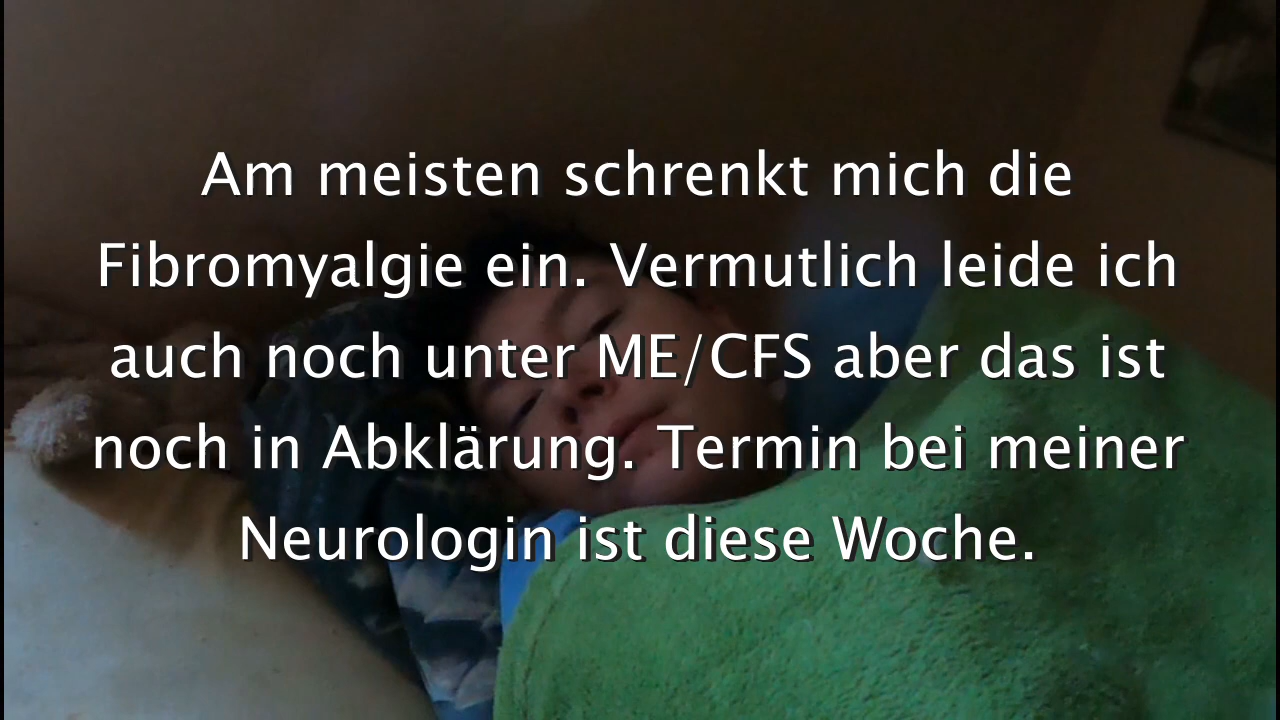 Am meisten schrenkt mich die
Fibromyalgie ein. Vermutlich leide ich
auch noch unter ME/CFS aber das ist
noch in Abklärung. Termin bei meiner
Neurologin ist diese Woche.